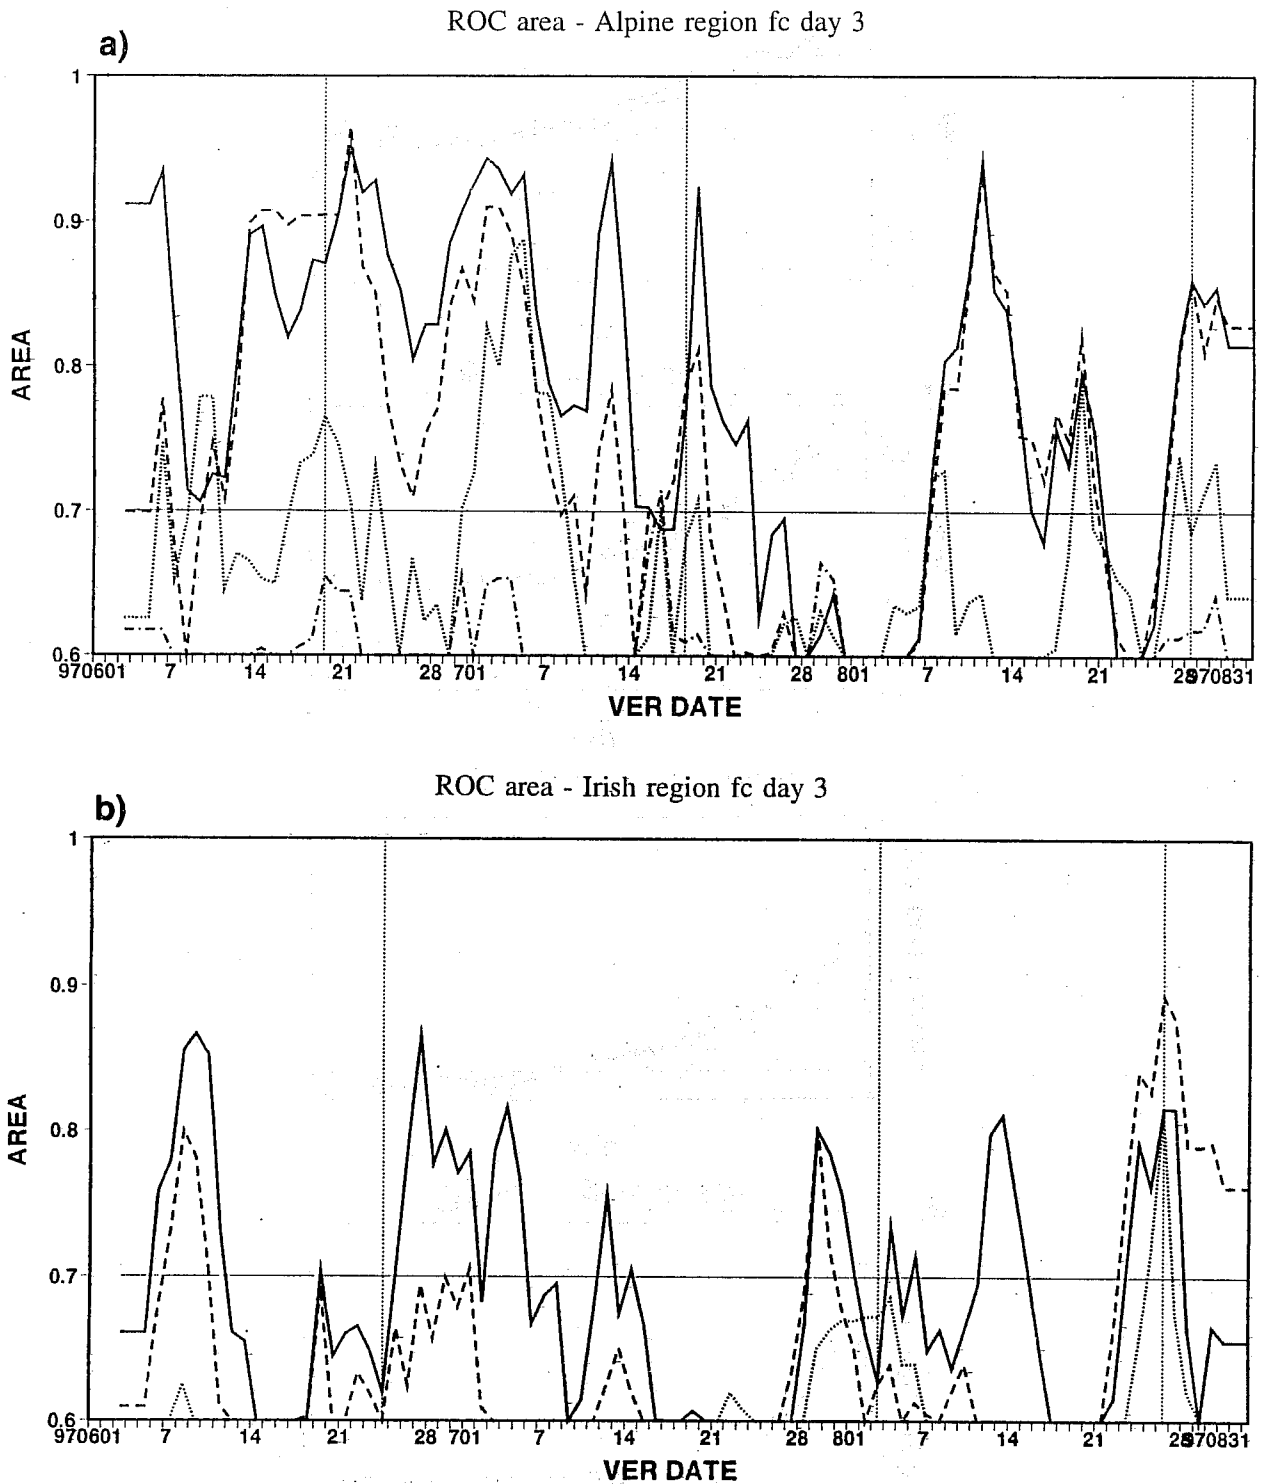 ROC area - Alpine region fc day 3
a)
1
0.9
0.8
0.7
0.6
AREA
970601 7 14 21 28 701 7 14 21 28 801 7 14 21 28 970831
VER DATE
ROC area - Irish region fc day 3
b)
1
0.9
0.8
0.7
0.6
AREA
970601 7 14 21 28 701 7 14 21 28 801 7 14 21 28 970831
VER DATE